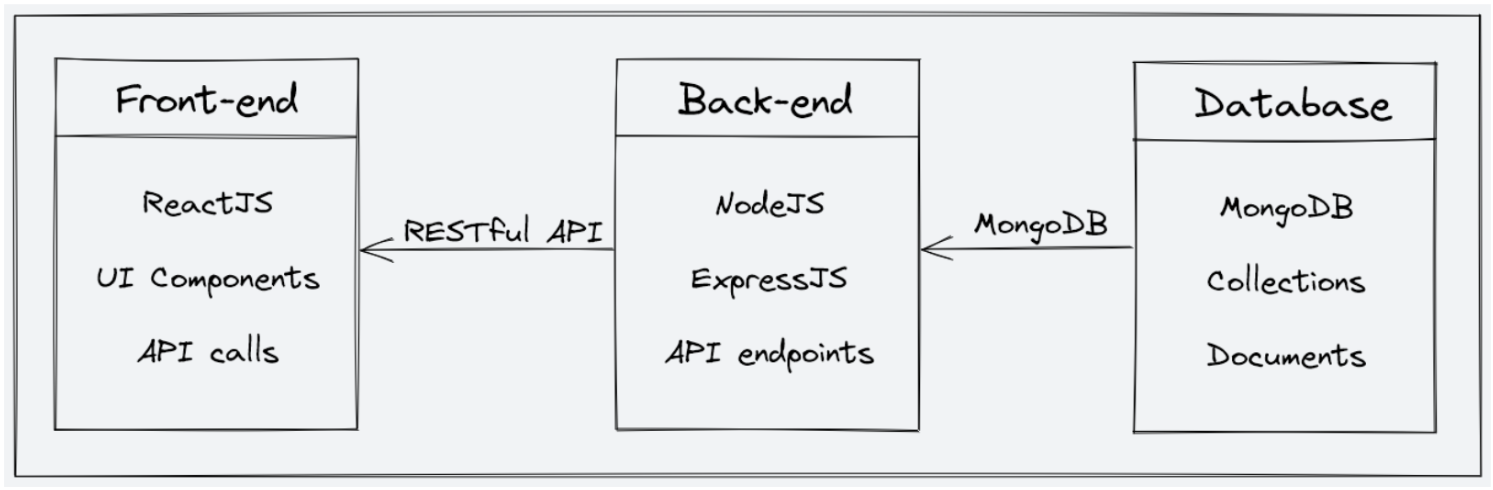 Front-end
ReactJS
UI Components
API calls
RESTful API
Back-end
NodeJS
ExpressJS
API endpoints
MongoDB
Database
MongoDB
Collections
Documents